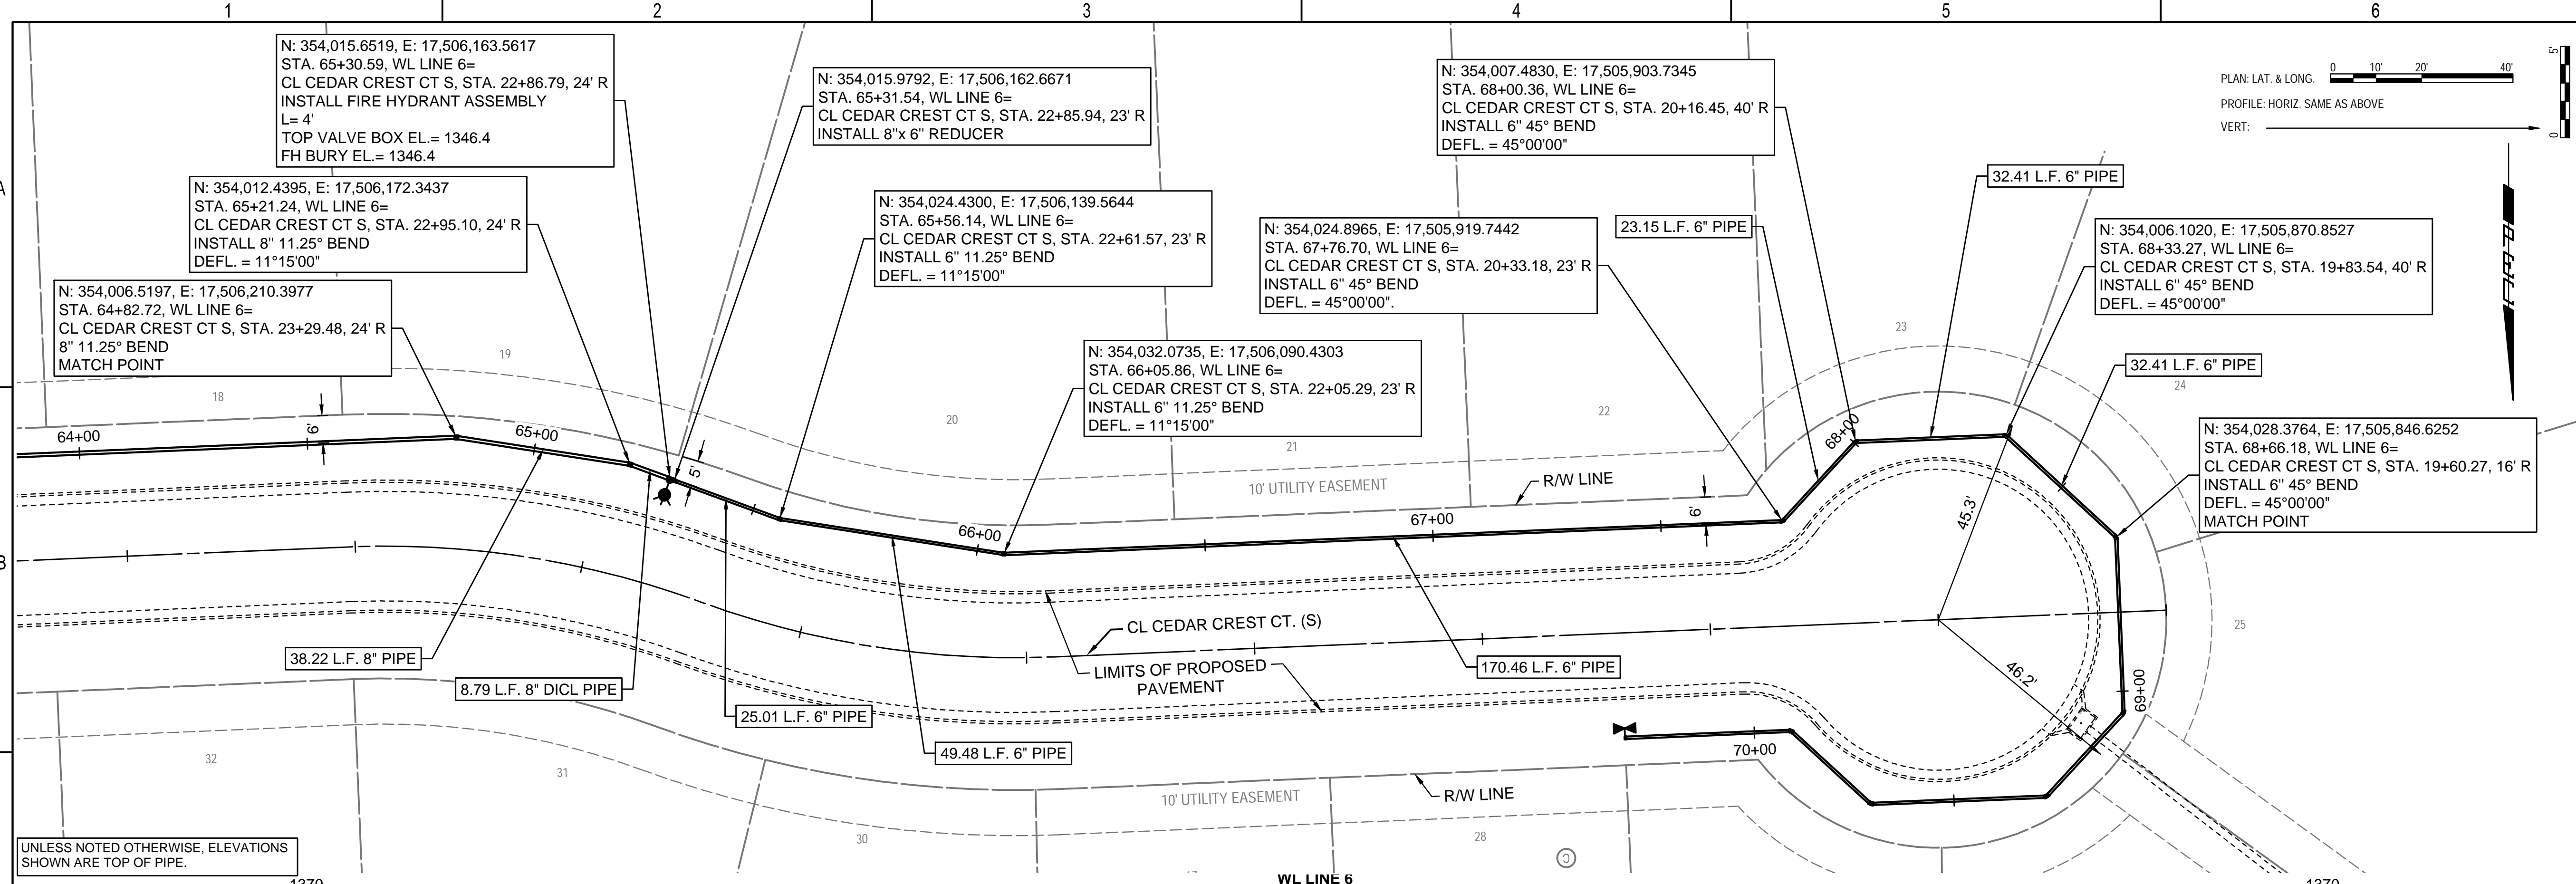 1
2
3
4
5
6
N: 354,015.6519, E: 17,506,163.5617
STA. 65+30.59, WL LINE 6=
CL CEDAR CREST CT S, STA. 22+86.79, 24' R
INSTALL FIRE HYDRANT ASSEMBLY
L= 4'
TOP VALVE BOX EL.= 1346.4
FH BURY EL.= 1346.4
N: 354,015.9792, E: 17,506,162.6671
STA. 65+31.54, WL LINE 6=
CL CEDAR CREST CT S, STA. 22+85.94, 23' R
INSTALL 8"x 6" REDUCER
N: 354,007.4830, E: 17,505,903.7345
STA. 68+00.36, WL LINE 6=
CL CEDAR CREST CT S, STA. 20+16.45, 40' R
INSTALL 6" 45° BEND
DEFL. = 45°00'00"
PLAN: LAT. & LONG.
0 10' 20' 40'
PROFILE: HORIZ. SAME AS ABOVE
VERT:
5'
0
A
N: 354,012.4395, E: 17,506,172.3437
STA. 65+21.24, WL LINE 6=
CL CEDAR CREST CT S, STA. 22+95.10, 24' R
INSTALL 8" 11.25° BEND
DEFL. = 11°15'00"
N: 354,024.4300, E: 17,506,139.5644
STA. 65+56.14, WL LINE 6=
CL CEDAR CREST CT S, STA. 22+61.57, 23' R
INSTALL 6" 11.25° BEND
DEFL. = 11°15'00"
N: 354,024.8965, E: 17,505,919.7442
STA. 67+76.70, WL LINE 6=
CL CEDAR CREST CT S, STA. 20+33.18, 23' R
INSTALL 6" 45° BEND
DEFL. = 45°00'00".
23.15 L.F. 6" PIPE
32.41 L.F. 6" PIPE
N: 354,006.1020, E: 17,505,870.8527
STA. 68+33.27, WL LINE 6=
CL CEDAR CREST CT S, STA. 19+83.54, 40' R
INSTALL 6" 45° BEND
DEFL. = 45°00'00"
N: 354,006.5197, E: 17,506,210.3977
STA. 64+82.72, WL LINE 6=
CL CEDAR CREST CT S, STA. 23+29.48, 24' R
8" 11.25° BEND
MATCH POINT
N: 354,032.0735, E: 17,506,090.4303
STA. 66+05.86, WL LINE 6=
CL CEDAR CREST CT S, STA. 22+05.29, 23' R
INSTALL 6" 11.25° BEND
DEFL. = 11°15'00"
32.41 L.F. 6" PIPE
N: 354,028.3764, E: 17,505,846.6252
STA. 68+66.18, WL LINE 6=
CL CEDAR CREST CT S, STA. 19+60.27, 16' R
INSTALL 6" 45° BEND
DEFL. = 45°00'00"
MATCH POINT
18
19
20
21
22
23
24
25
64+00
6'
65+00
5'
66+00
67+00
6'
68+00
10' UTILITY EASEMENT
R/W LINE
45.3'
46.2'
69+00
B
CL CEDAR CREST CT. (S)
LIMITS OF PROPOSED
PAVEMENT
38.22 L.F. 8" PIPE
8.79 L.F. 8" DICL PIPE
25.01 L.F. 6" PIPE
49.48 L.F. 6" PIPE
170.46 L.F. 6" PIPE
70+00
32
31
30
28
10' UTILITY EASEMENT
R/W LINE
UNLESS NOTED OTHERWISE, ELEVATIONS
SHOWN ARE TOP OF PIPE.
1370
WL LINE 6
1370